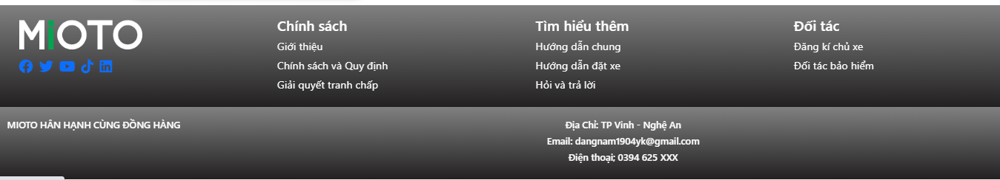 MIOTO
Chính sách
Giới thiệu
Chính sách và Quy định
Giải quyết tranh chấp
Tìm hiểu thêm
Hướng dẫn chung
Hướng dẫn đặt xe
Hỏi và trả lời
Đối tác
Đăng kí chủ xe
Đối tác bảo hiểm
MIOTO HÂN HẠNH CÙNG ĐỒNG HÀNG
Địa Chỉ: TP Vinh - Nghệ An
Email: dangnam1904yk@gmail.com
Điện thoại; 0394 625 XXX